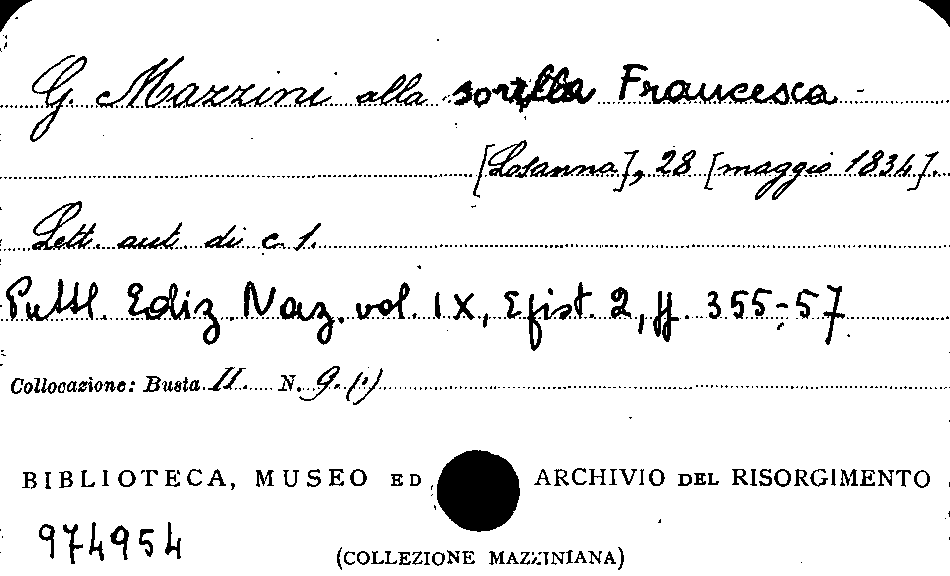 G. Mazzini alla sorella Francesca
[Losanna], 28 [maggio 1834].
Lett. aut. di c. 1.
Pubbl. Ediz. Naz. vol. IX, Epist. 2, pp. 355-57
Collocazione: Busta II. N. 9. (1)
BIBLIOTECA, MUSEO ED ARCHIVIO DEL RISORGIMENTO
974954
(COLLEZIONE MAZZINIANA)